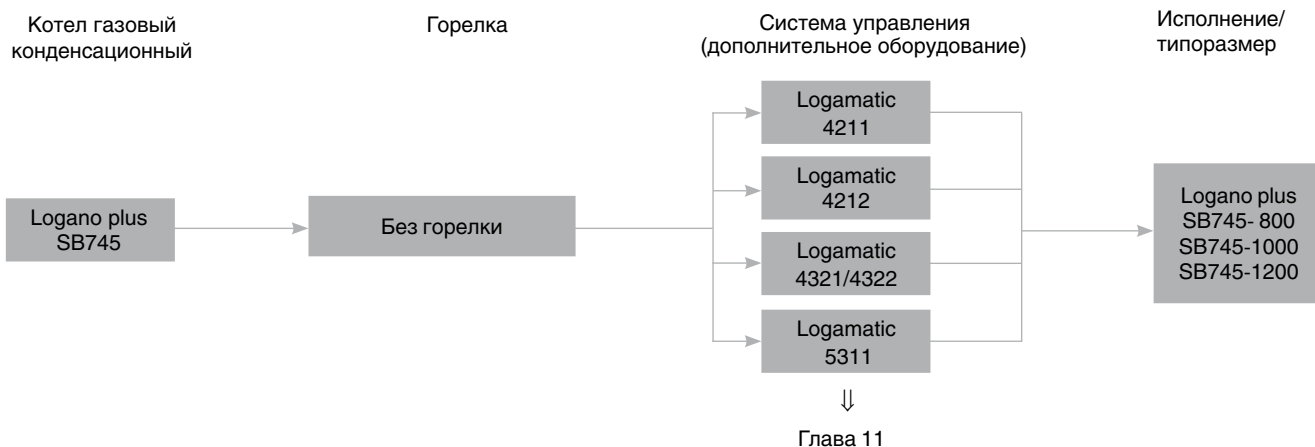 Котел газовый
конденсационный
Горелка
Система управления
(дополнительное оборудование)
Исполнение/
типоразмер
Logano plus
SB745
Без горелки
Logamatic
4211
Logamatic
4212
Logamatic
4321/4322
Logamatic
5311
Logano plus
SB745- 800
SB745-1000
SB745-1200
⇓
Глава 11